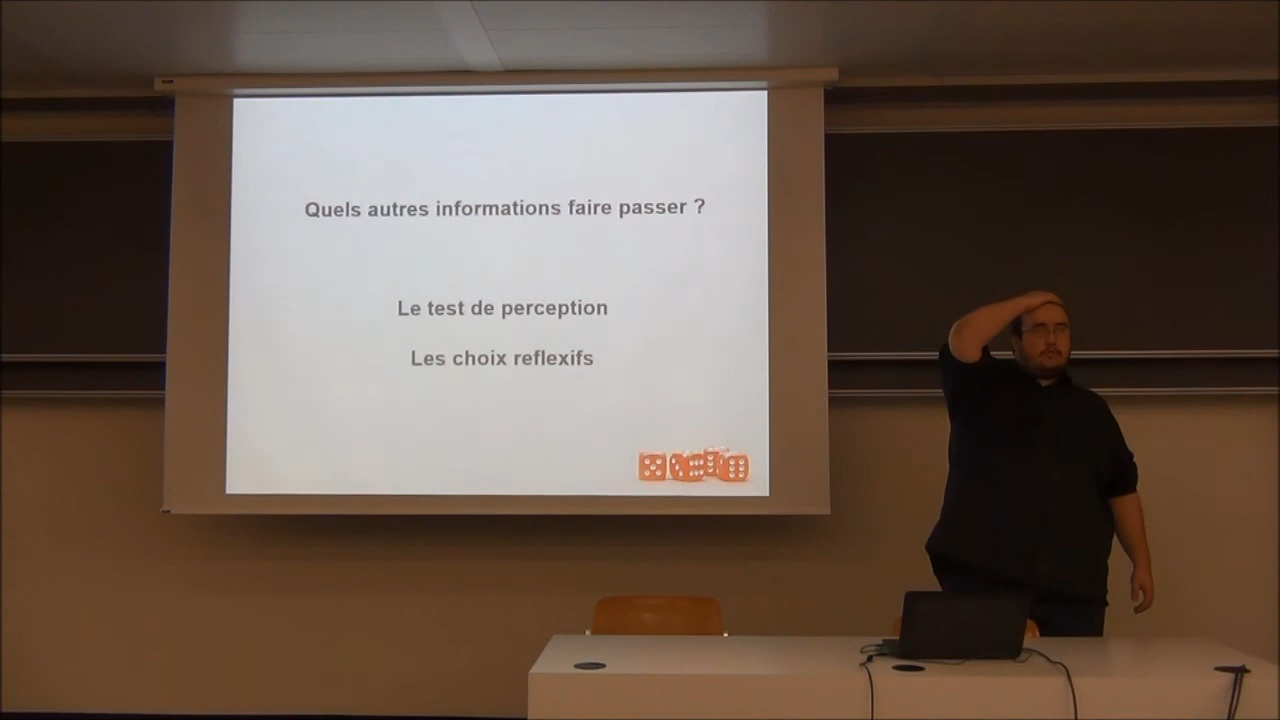 Quels autres informations faire passer ?
Le test de perception
Les choix reflexifs